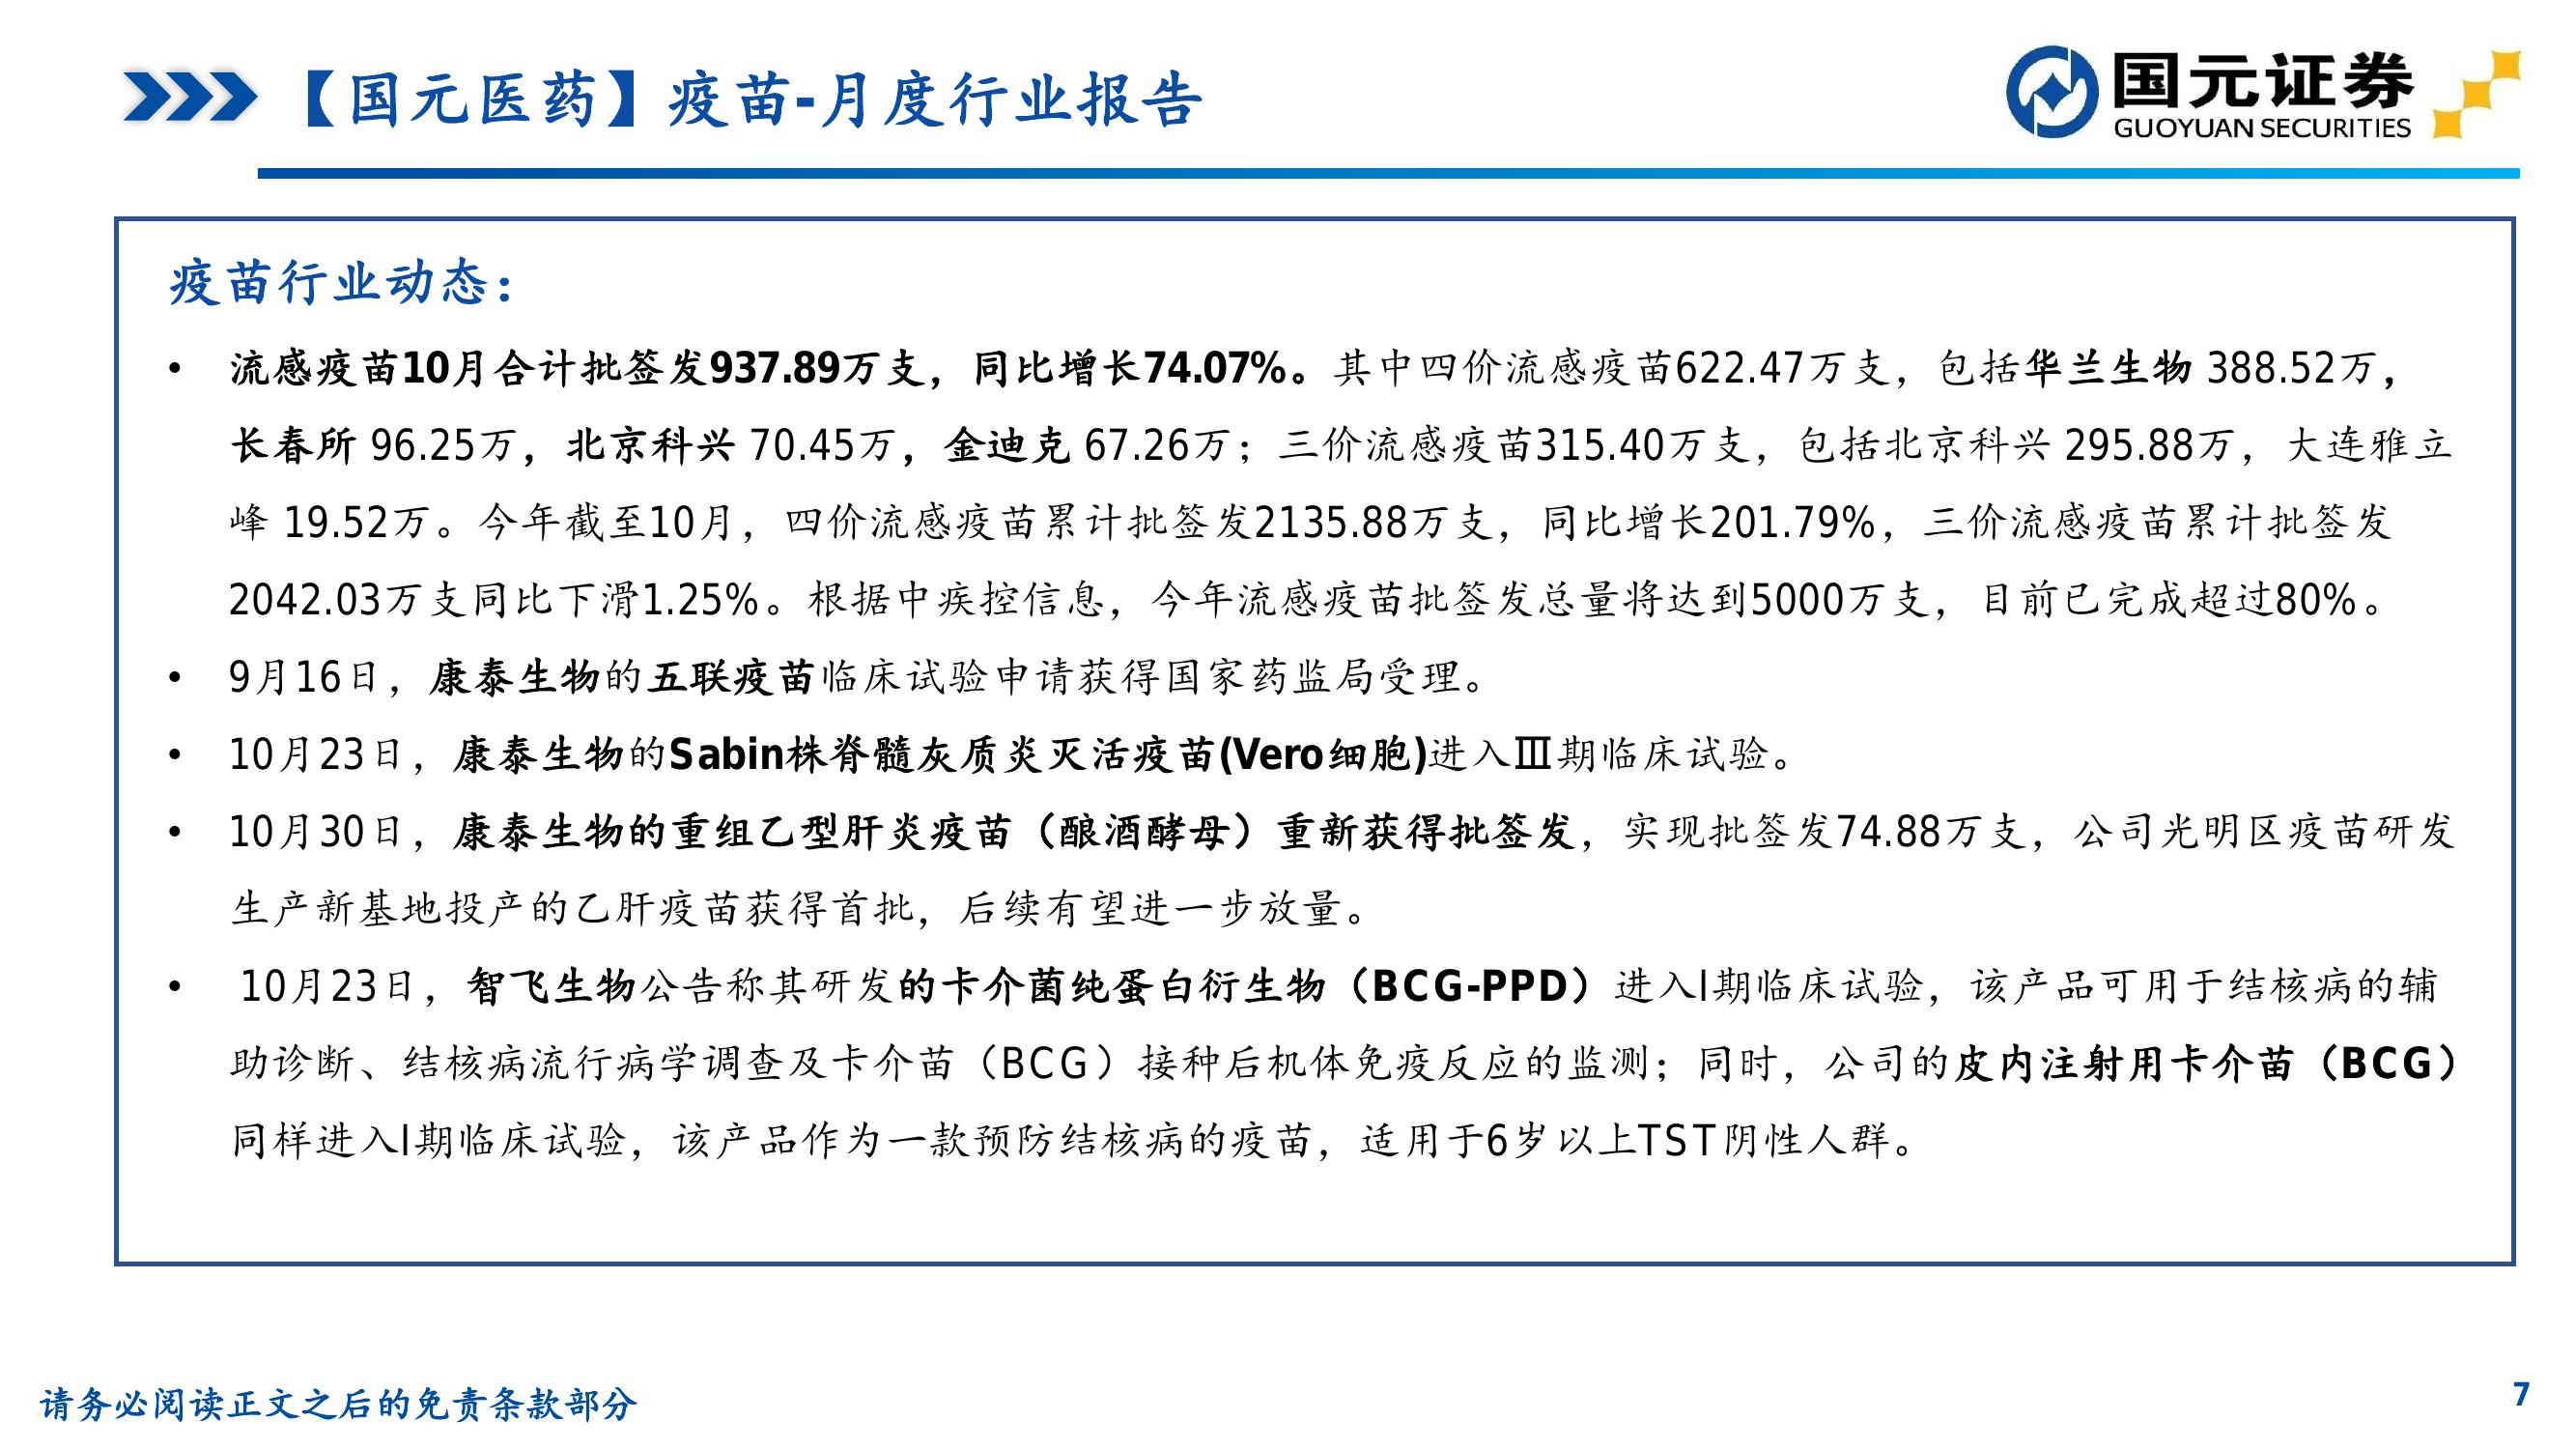 【国元医药】疫苗-月度行业报告
国元证券
GUOYUAN SECURITIES
疫苗行业动态：
• 流感疫苗10月合计批签发937.89万支，同比增长74.07%。其中四价流感疫苗622.47万支，包括华兰生物 388.52万，
长春所 96.25万，北京科兴 70.45万，金迪克 67.26万；三价流感疫苗315.40万支，包括北京科兴 295.88万，大连雅立
峰 19.52万。今年截至10月，四价流感疫苗累计批签发2135.88万支，同比增长201.79%，三价流感疫苗累计批签发
2042.03万支同比下滑1.25%。根据中疾控信息，今年流感疫苗批签发总量将达到5000万支，目前已完成超过80%。
• 9月16日，康泰生物的五联疫苗临床试验申请获得国家药监局受理。
• 10月23日，康泰生物的Sabin株脊髓灰质炎灭活疫苗(Vero细胞)进入Ⅲ期临床试验。
• 10月30日，康泰生物的重组乙型肝炎疫苗（酿酒酵母）重新获得批签发，实现批签发74.88万支，公司光明区疫苗研发
生产新基地投产的乙肝疫苗获得首批，后续有望进一步放量。
• 10月23日，智飞生物公告称其研发的卡介菌纯蛋白衍生物（BCG-PPD）进入I期临床试验，该产品可用于结核病的辅
助诊断、结核病流行病学调查及卡介苗（BCG）接种后机体免疫反应的监测；同时，公司的皮内注射用卡介苗（BCG）
同样进入I期临床试验，该产品作为一款预防结核病的疫苗，适用于6岁以上TST阴性人群。
请务必阅读正文之后的免责条款部分
7